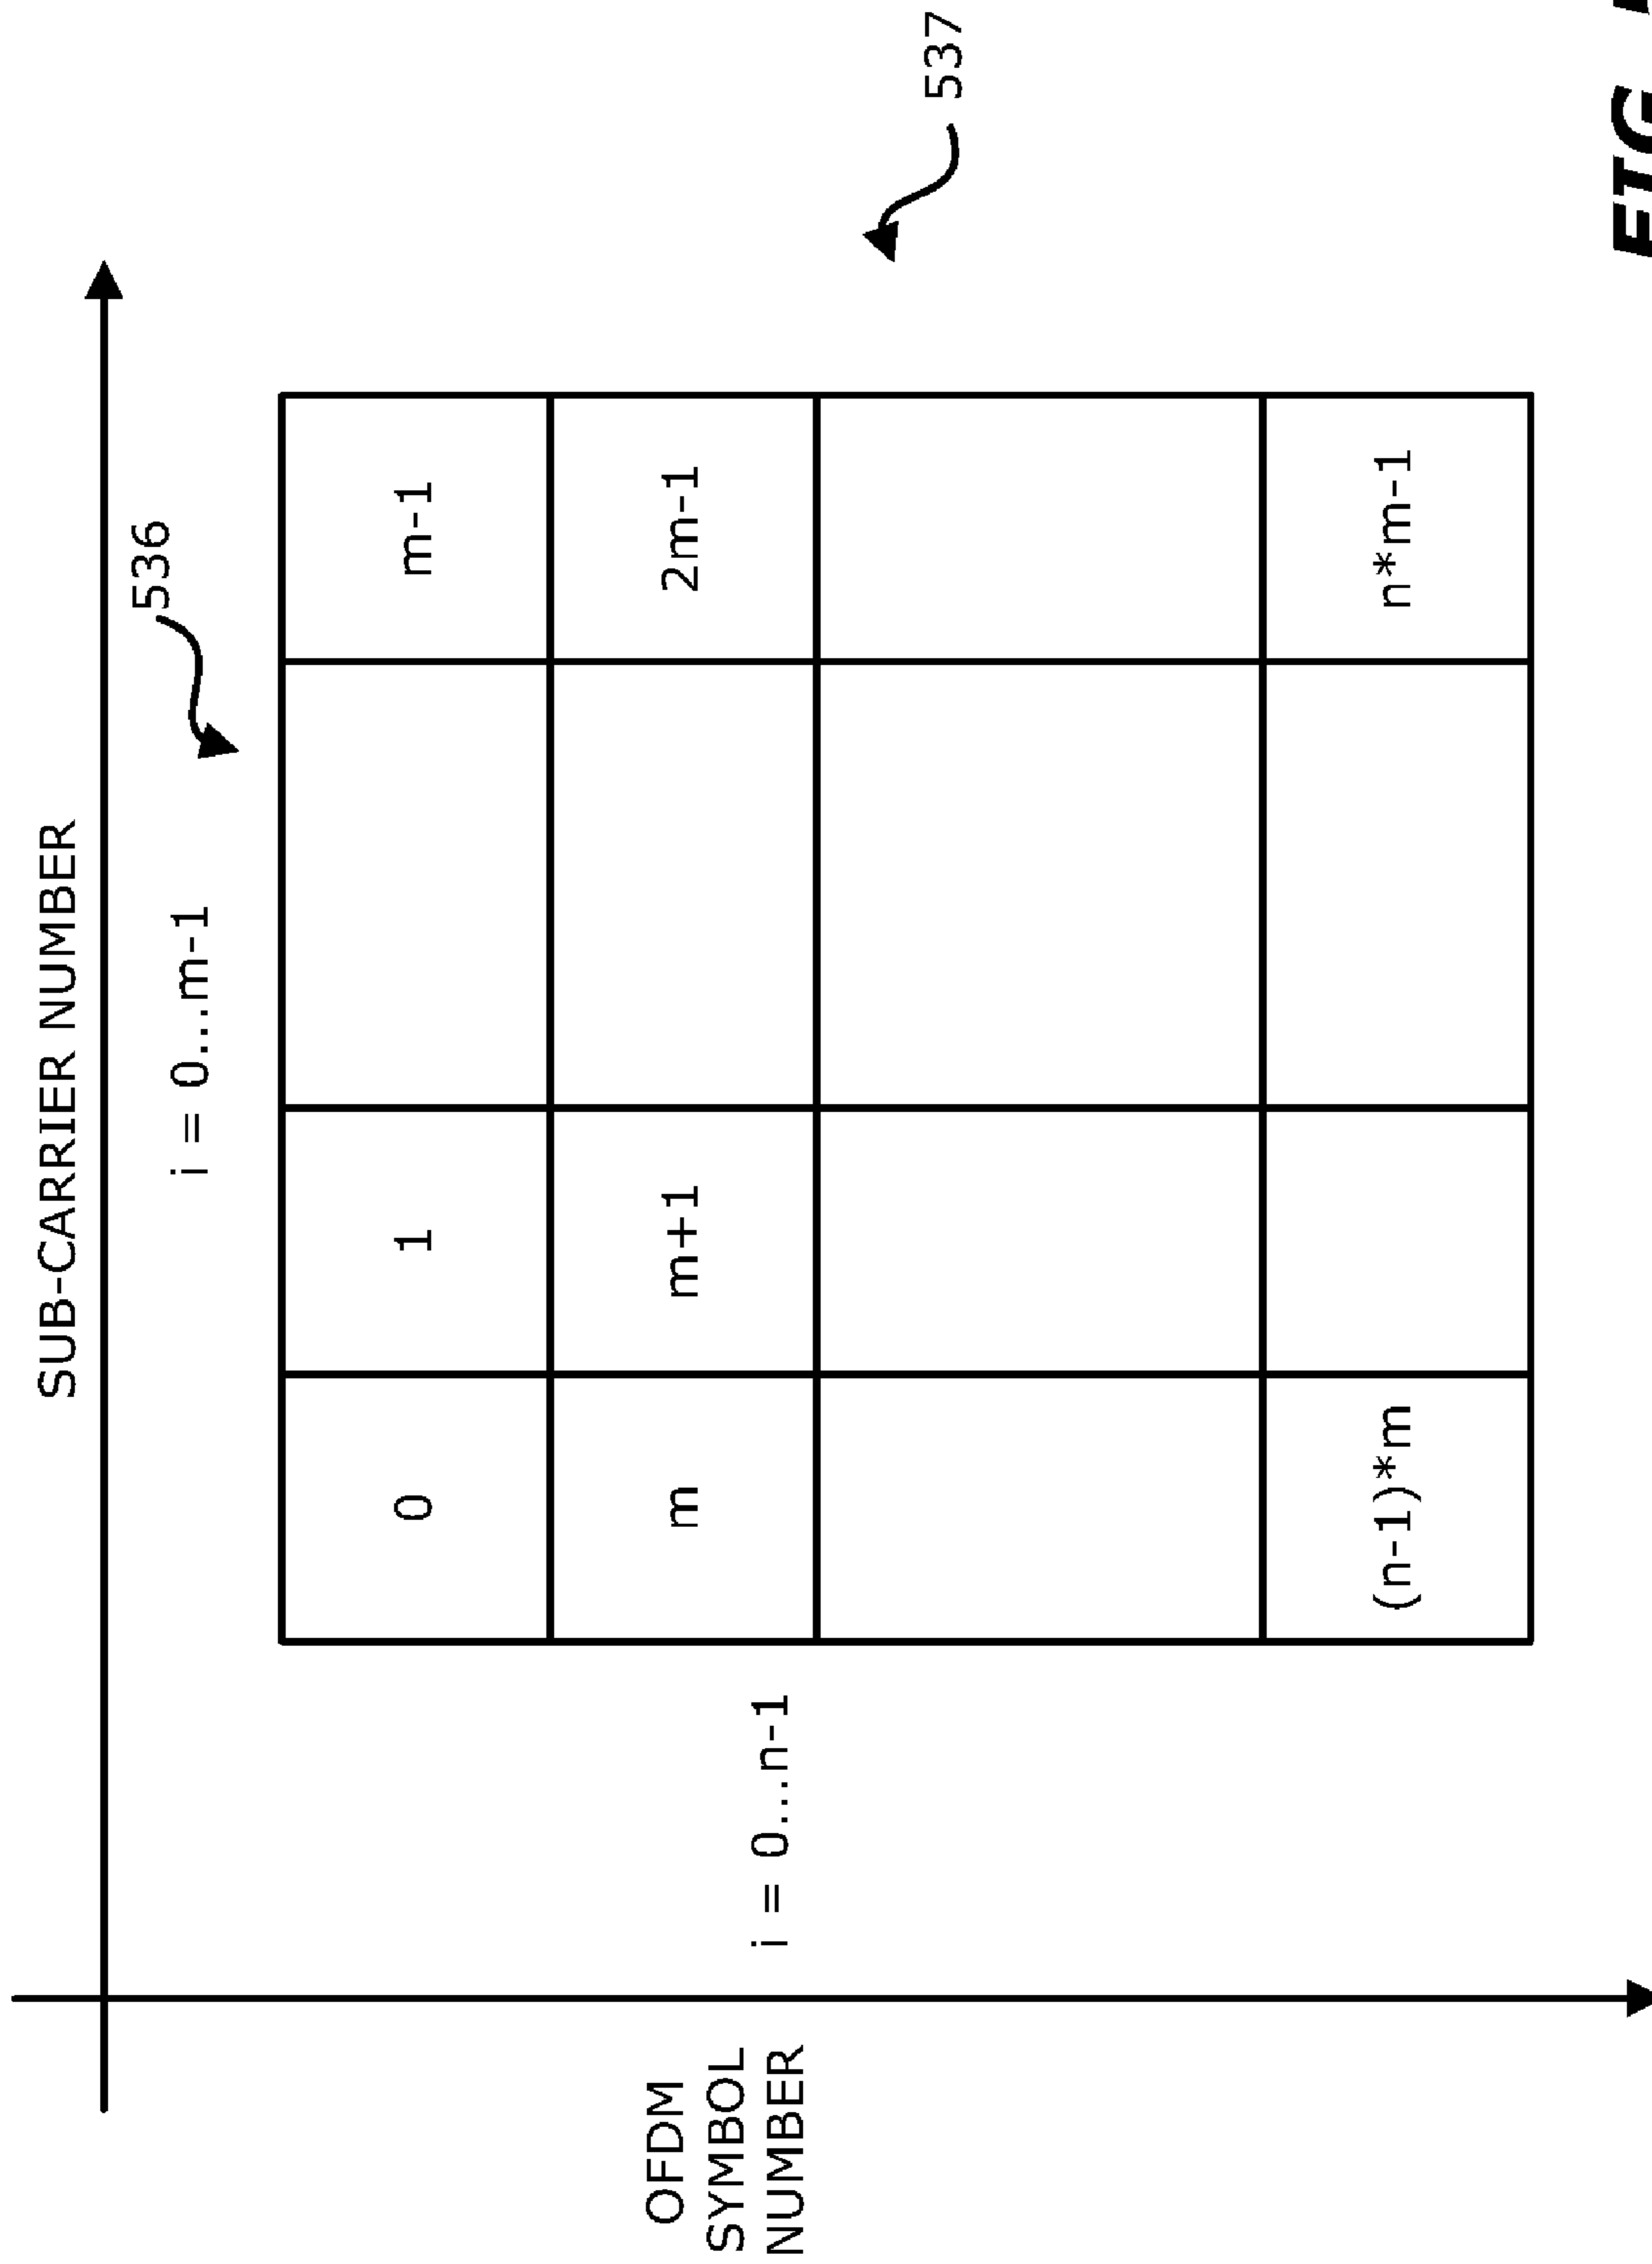 SUB-CARRIER NUMBER
536
i = 0...m-1
537
OFDM
SYMBOL
NUMBER
i = 0...n-1
0 1 m-1
m m+1 2m-1
(n-1)*m n*m-1
FIG